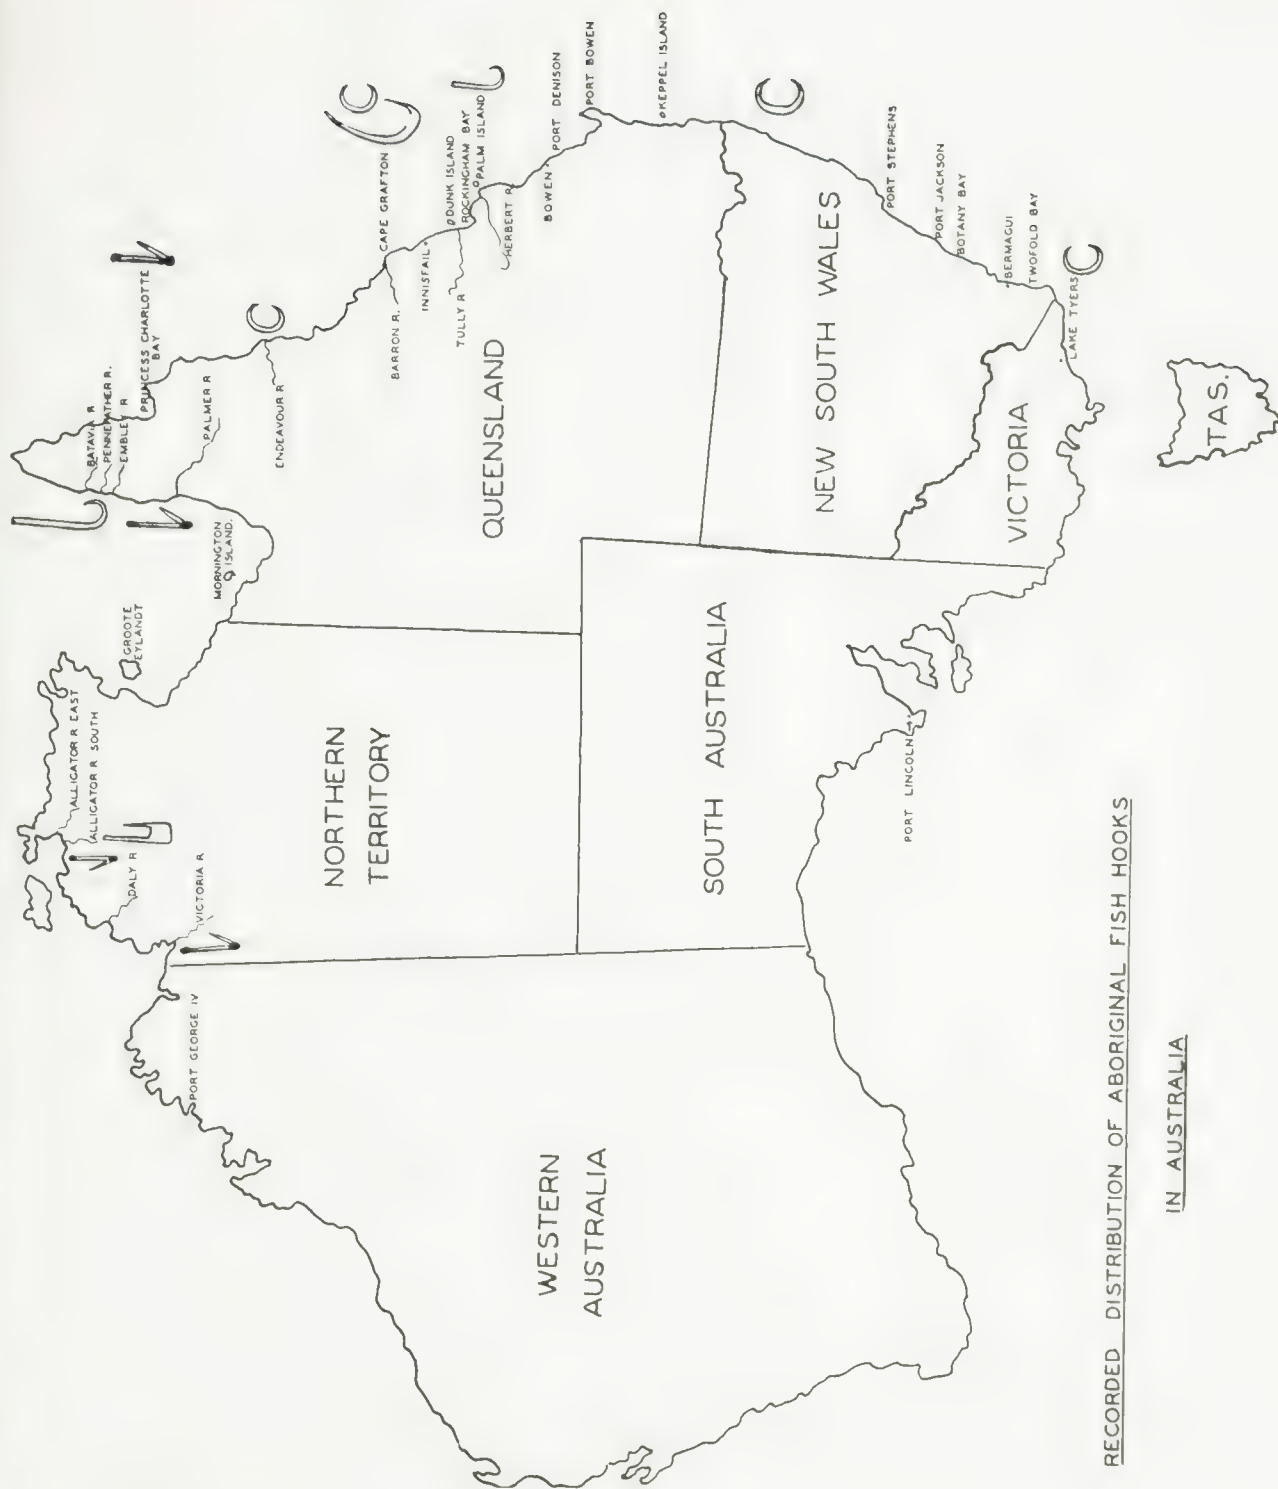 BATAVIA R
PENNEFATHER R.
EMBLEY R
PRINCESS CHARLOTTE
BAY
PALMER R
ENDEAVOUR R
MORNINGTON
ISLAND.
GROOTE
EYLANDT
ALLIGATOR R EAST
ALLIGATOR R SOUTH
DALY R
VICTORIA R
PORT GEORGE IV
CAPE GRAFTON
BARRON R.
INNISFAIL
DUNK ISLAND
ROCKINGHAM BAY
PALM ISLAND
TULLY R
HERBERT R.
BOWEN
PORT DENISON
PORT BOWEN
KEPPEL ISLAND
NORTHERN
TERRITORY
QUEENSLAND
WESTERN
AUSTRALIA
SOUTH AUSTRALIA
NEW SOUTH WALES
VICTORIA
PORT STEPHENS
PORT JACKSON
BOTANY BAY
BERMAGUI
TWOFOLD BAY
LAKE TYERS
PORT LINCOLN
TAS.
RECORDED DISTRIBUTION OF ABORIGINAL FISH HOOKS
IN AUSTRALIA